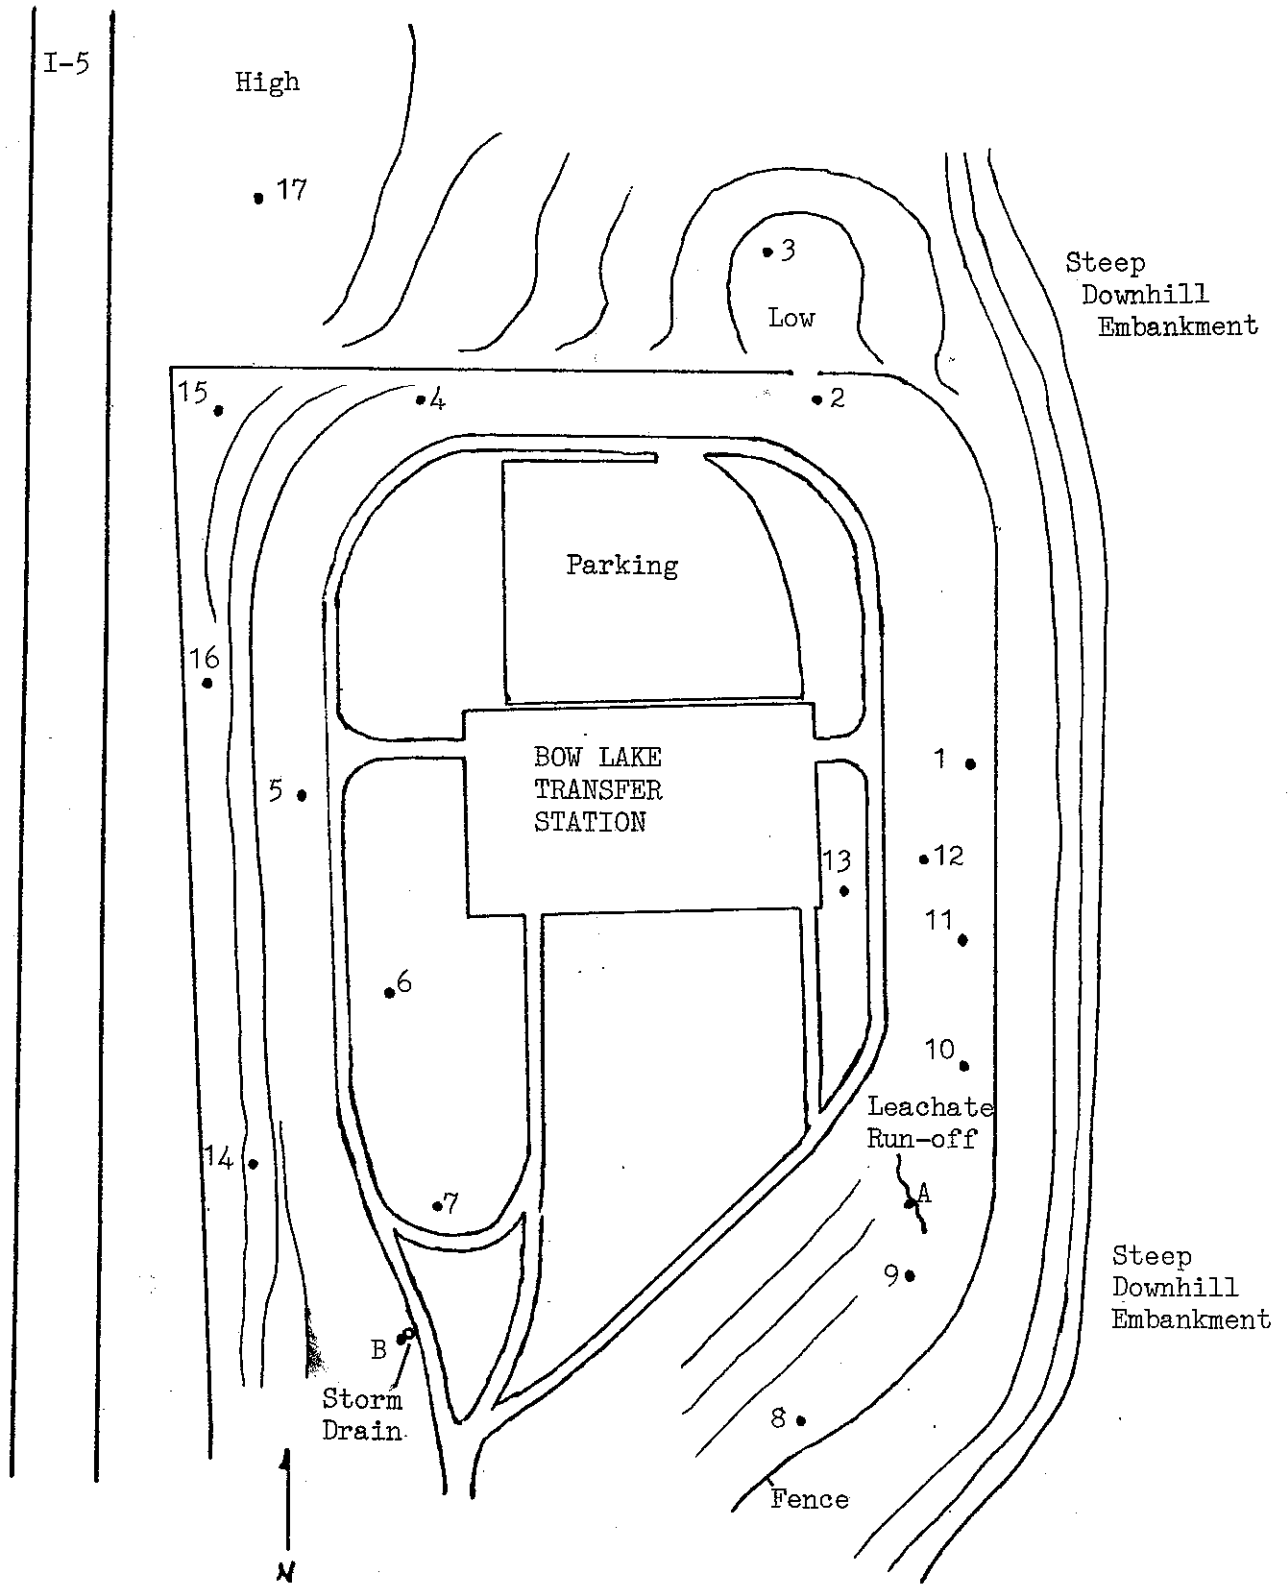 I-5
High
17
3
Steep
Downhill
Embankment
Low
15
4
2
Parking
16
BOW LAKE
TRANSFER
STATION
1
5
12
13
11
6
10
Leachate
Run-off
14
A
7
9
Steep
Downhill
Embankment
B
Storm
Drain
8
Fence
N